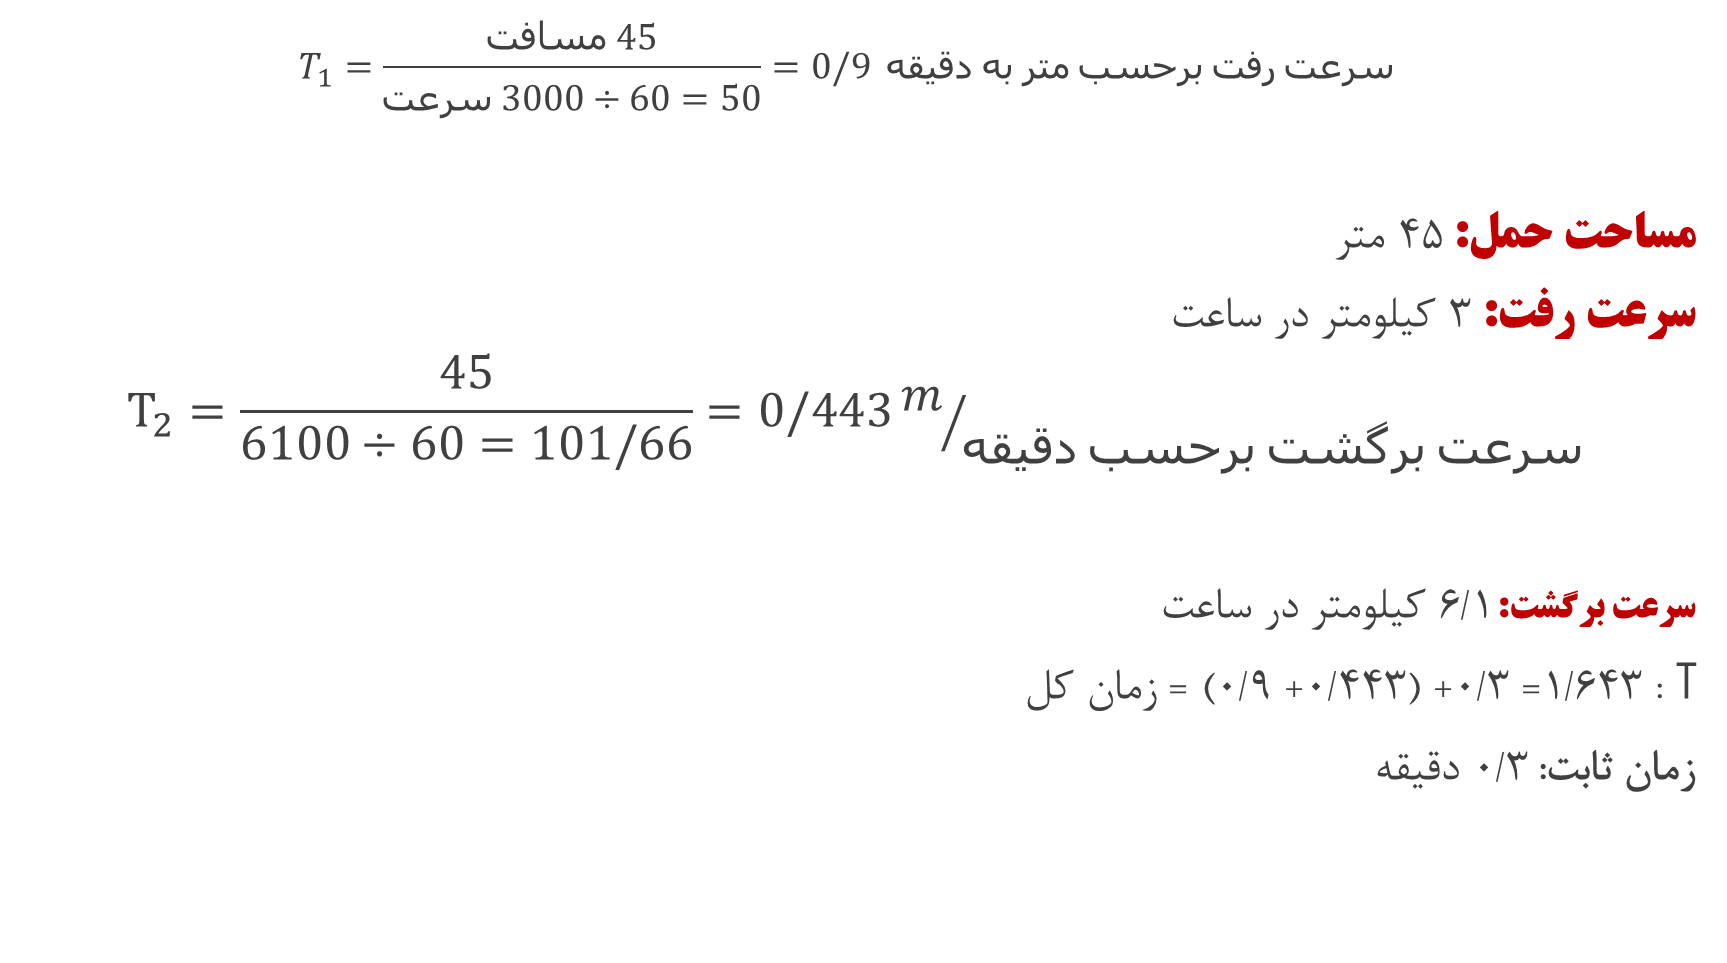 T₁ = 45 مسافت / 3000 ÷ 60 = 50 سرعت = 0/9 سرعت رفت برحسب متر به دقیقه
مساحت حمل: ۴۵ متر
سرعت رفت: ۳ کیلومتر در ساعت
T₂ = 45 / 6100 ÷ 60 = 101/66 = 0/443 m/سرعت برگشت برحسب دقیقه
سرعت برگشت: ۶/۱ کیلومتر در ساعت
T : ۱/۶۴۳ = ۰/۳ + (۰/۴۴۳ + ۰/۹) = زمان کل
زمان ثابت: ۰/۳ دقیقه